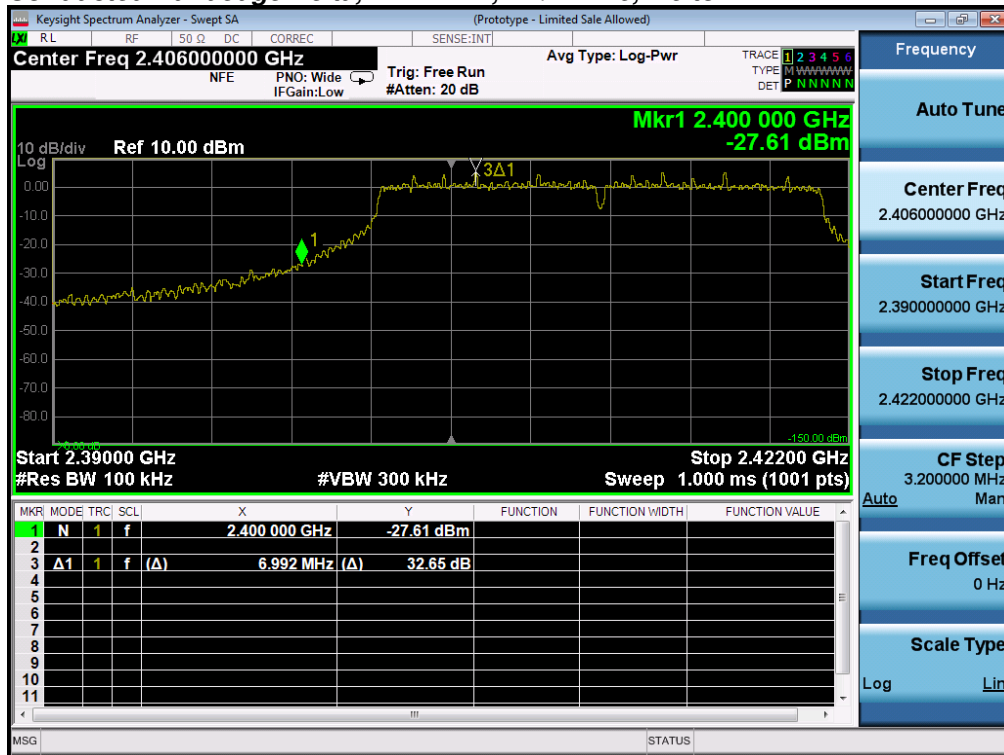 Keysight Spectrum Analyzer - Swept SA (Prototype - Limited Sale Allowed)
LXI RL RF 50 Ω DC CORREC SENSE:INT
Center Freq 2.406000000 GHz
NFE PNO: Wide Trig: Free Run Avg Type: Log-Pwr TRACE 1 2 3 4 5 6
IFGain:Low #Atten: 20 dB TYPE M WWWWW
DET P N N N N N
Mkr1 2.400 000 GHz
-27.61 dBm
10 dB/div Ref 10.00 dBm
Log
3Δ1
0.00
-10.0
1
-20.0
-30.0
-40.0
-50.0
-60.0
-70.0
-80.0
-150.00 dBm
Start 2.39000 GHz Stop 2.42200 GHz
#Res BW 100 kHz #VBW 300 kHz Sweep 1.000 ms (1001 pts)
MKR MODE TRC SCL X Y FUNCTION FUNCTION WIDTH FUNCTION VALUE
1 N 1 f 2.400 000 GHz -27.61 dBm
2
3 Δ1 1 f (Δ) 6.992 MHz (Δ) 32.65 dB
4
5
6
7
8
9
10
11
MSG STATUS
Frequency
Auto Tune
Center Freq
2.406000000 GHz
Start Freq
2.390000000 GHz
Stop Freq
2.422000000 GHz
CF Step
3.200000 MHz
Auto Man
Freq Offset
0 Hz
Scale Type
Log Lin